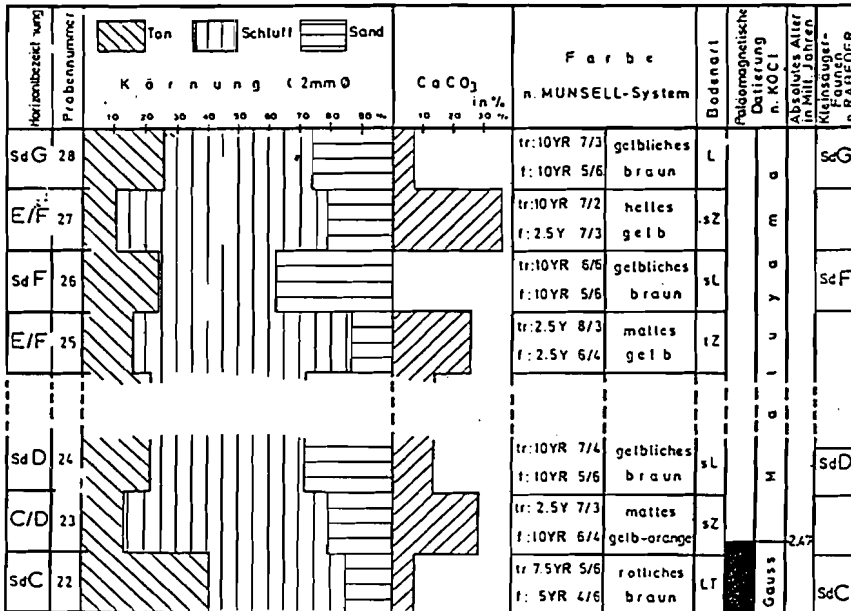 Horizontbezeichnung
Probennummer
Ton
Schluff
Sand
Körnung (2mm Ø
10 20 30 40 50 60 70 80 90 %
CaCO3
in %
10 20 30 %
Farbe
n. MUNSELL-System
Bodenart
Paläomagnetische
Datierung
n. KOCI
Absolutes Alter
in Mill. Jahren
Kleinsäuger-
Faunen
n. RABEDER
SdG 28 tr: 10YR 7/3 gelbliches L SdG
f: 10YR 5/6 braun
E/F 27 tr: 10YR 7/2 helles sZ
f: 2.5Y 7/3 gelb
SdF 26 tr: 10YR 6/6 gelbliches sL SdF
f: 10YR 5/6 braun
E/F 25 tr: 2.5Y 8/3 mattes tZ
f: 2.5Y 6/4 gelb
SdD 24 tr: 10YR 7/4 gelbliches sL SdD
f: 10YR 5/6 braun
C/D 23 tr: 2.5Y 7/3 mattes sZ
f: 10YR 6/4 gelb-orange 2,47
SdC 22 tr 7.5YR 5/6 rötliches LT SdC
f: 5YR 4/6 braun
Matuyama
Gauss